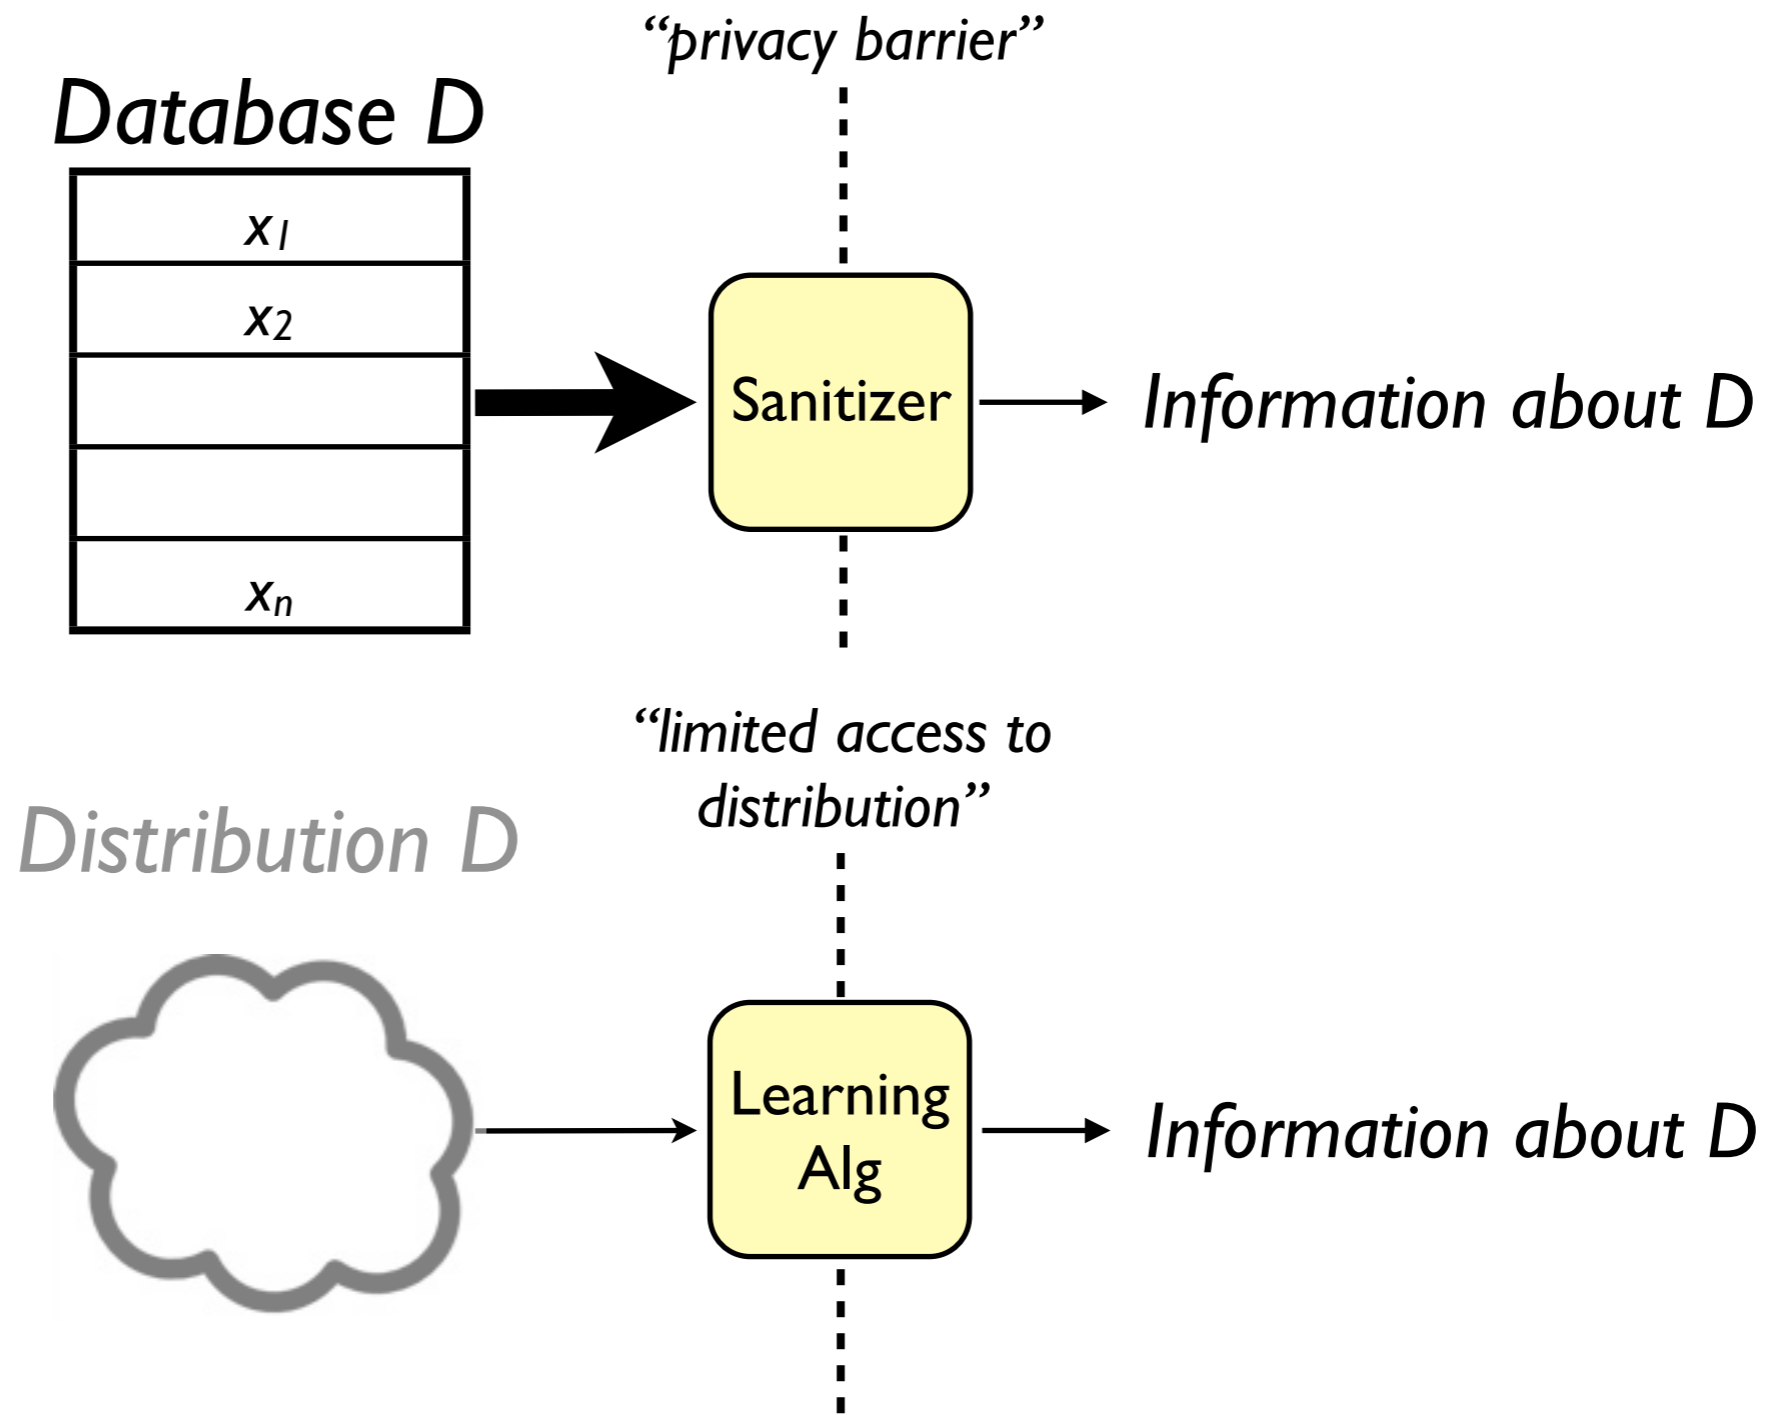 “privacy barrier”
Database D
x1
x2
Sanitizer
Information about D
xn
“limited access to
distribution”
Distribution D
Learning
Alg
Information about D